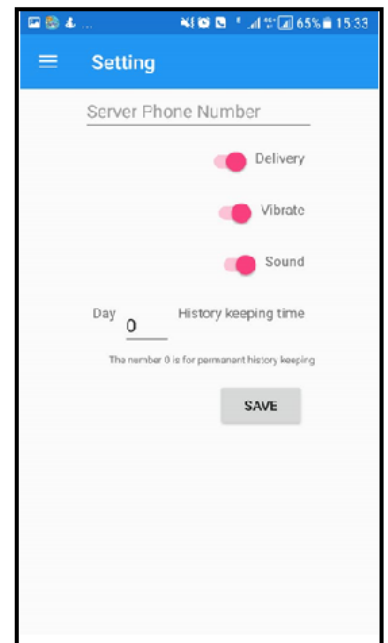 65% 15:33
Setting
Server Phone Number
Delivery
Vibrate
Sound
Day 0 History keeping time
The number 0 is for permanent history keeping
SAVE